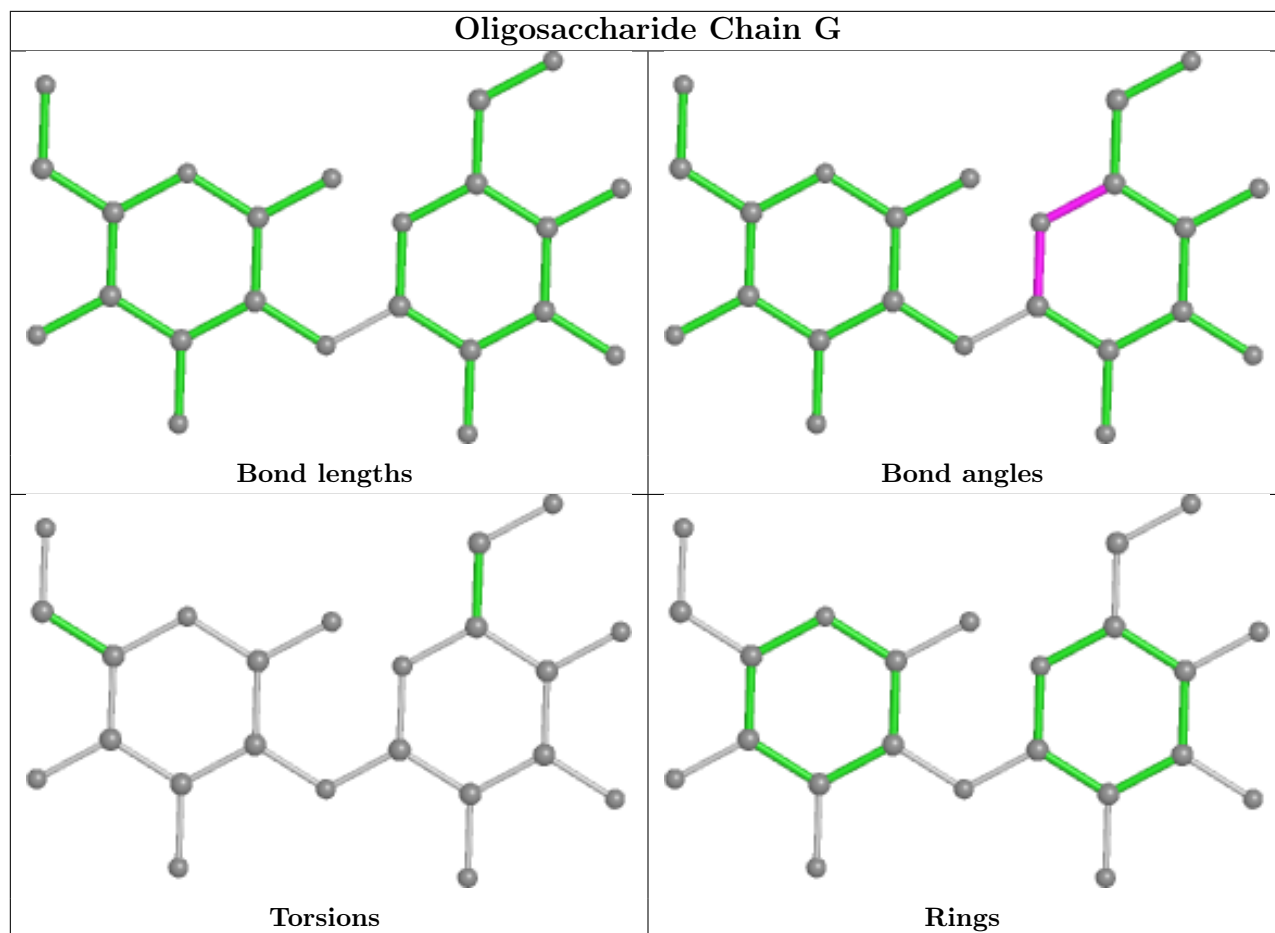 Oligosaccharide Chain G
Bond lengths
Bond angles
Torsions
Rings